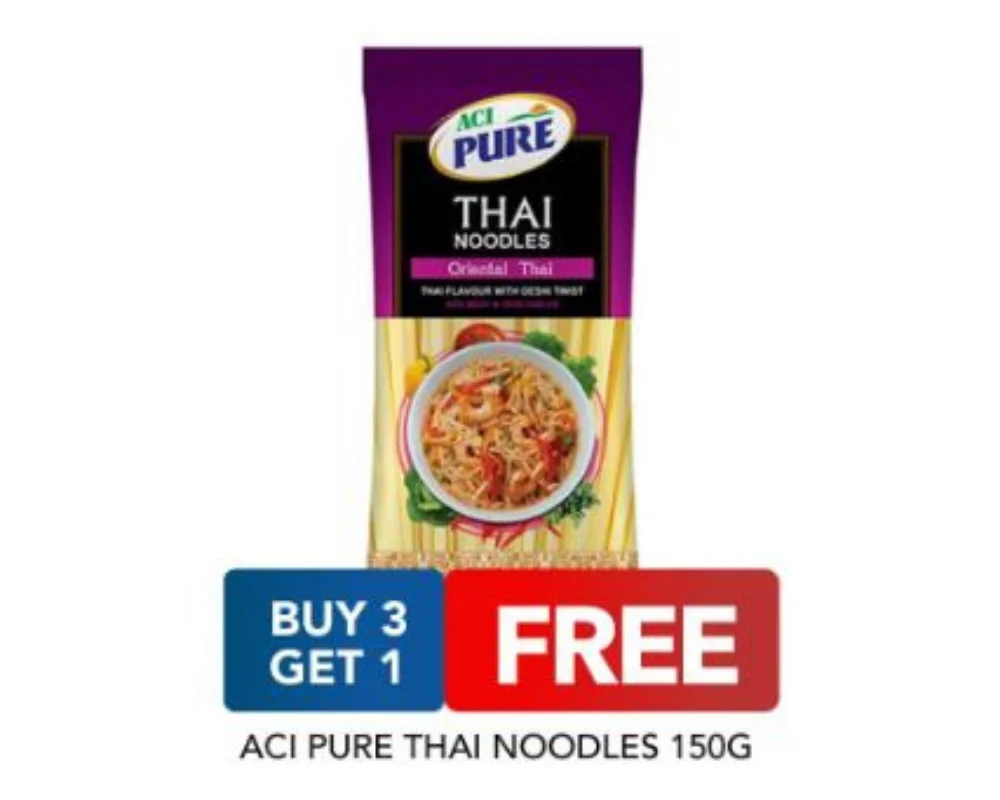 ACI
PURE
THAI
NOODLES
Oriental Thai
THAI FLAVOUR WITH DESHI TWIST
BUY 3
GET 1
FREE
ACI PURE THAI NOODLES 150G